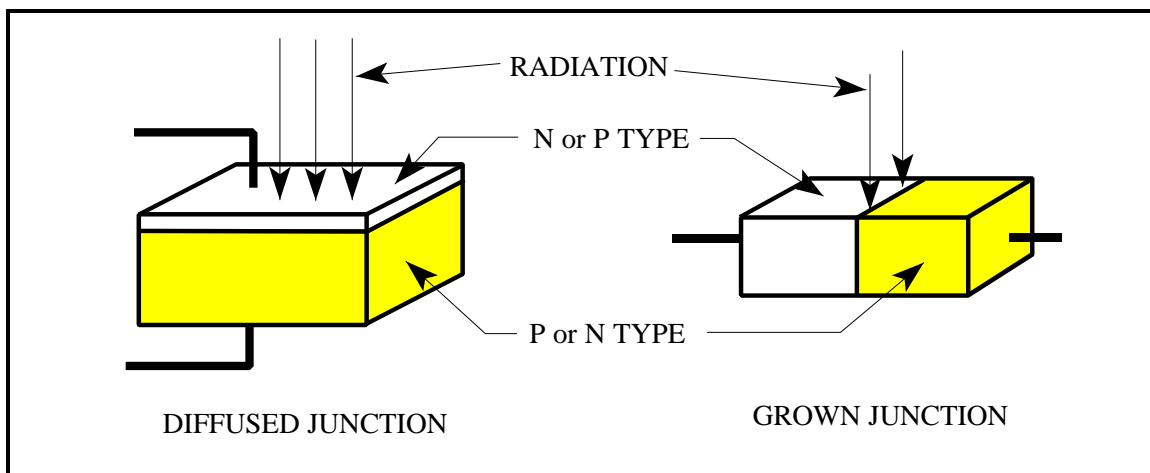 RADIATION
N or P TYPE
P or N TYPE
DIFFUSED JUNCTION
GROWN JUNCTION